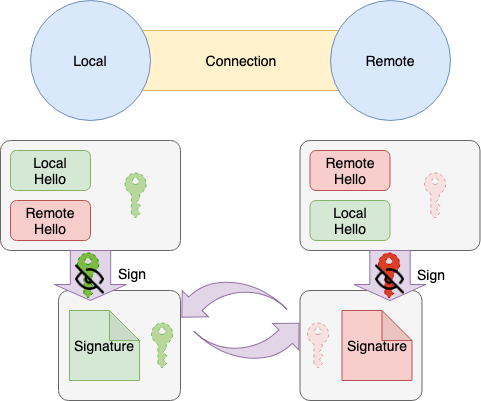 Local
Connection
Remote
Local
Hello
Remote
Hello
Remote
Hello
Local
Hello
Sign
Sign
Signature
Signature